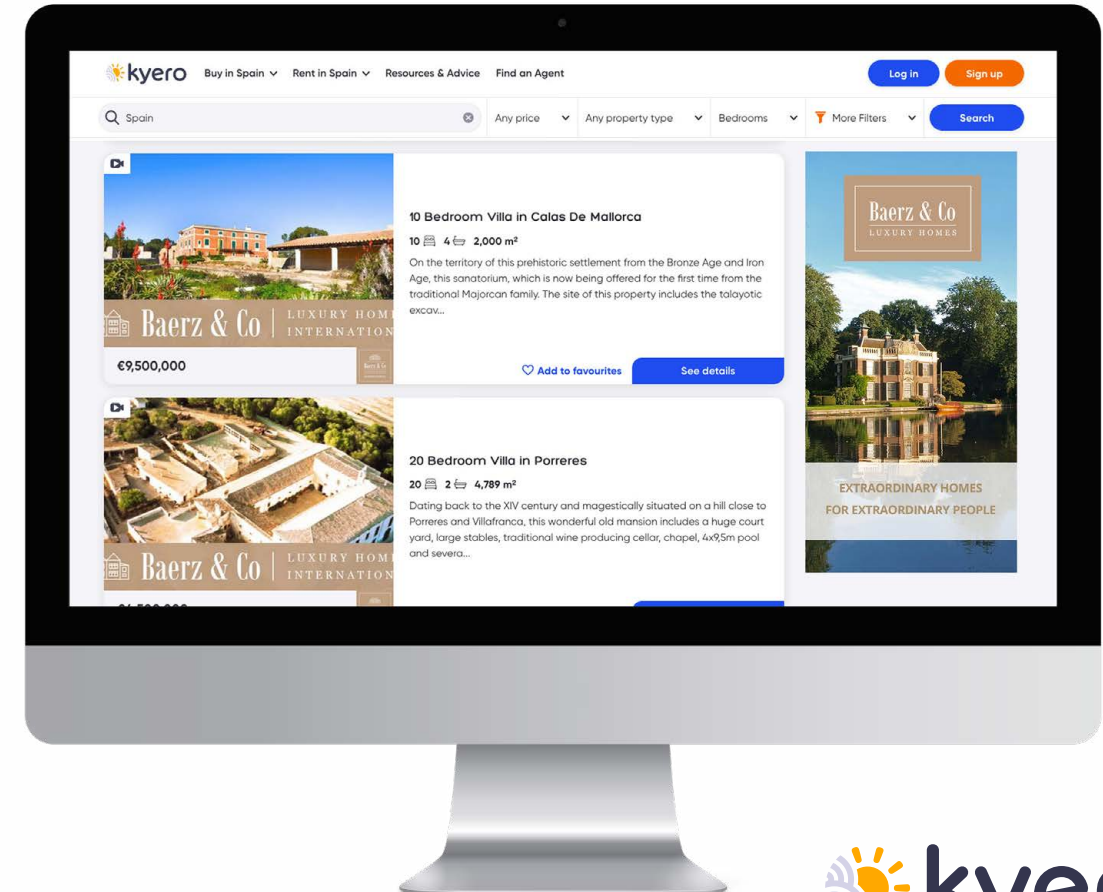 kyero Buy in Spain Rent in Spain Resources & Advice Find an Agent Log in Sign up
Spain Any price Any property type Bedrooms More Filters Search
10 Bedroom Villa in Calas De Mallorca
10 4 2,000 m²
On the territory of this prehistoric settlement from the Bronze Age and Iron
Age, this sanatorium, which is now being offered for the first time from the
traditional Majorcan family. The site of this property includes the talayotic
excav...
Baerz & Co LUXURY HOM
INTERNATION
€9,500,000
Add to favourites See details
20 Bedroom Villa in Porreres
20 2 4,789 m²
Dating back to the XIV century and magestically situated on a hill close to
Porreres and Villafranca, this wonderful old mansion includes a huge court
yard, large stables, traditional wine producing cellar, chapel, 4x9,5m pool
and severa...
Baerz & Co LUXURY HOM
INTERNATION
Baerz & Co
LUXURY HOMES
EXTRAORDINARY HOMES
FOR EXTRAORDINARY PEOPLE
kyer